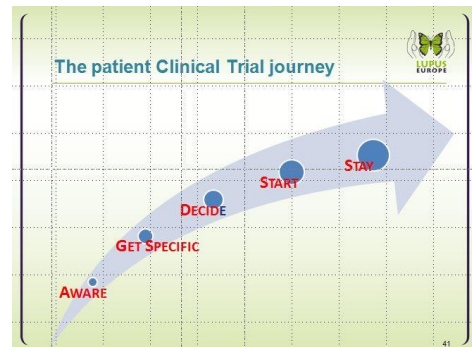 The patient Clinical Trial journey
LUPUS
EUROPE
STAY
START
DECIDE
GET SPECIFIC
AWARE
41